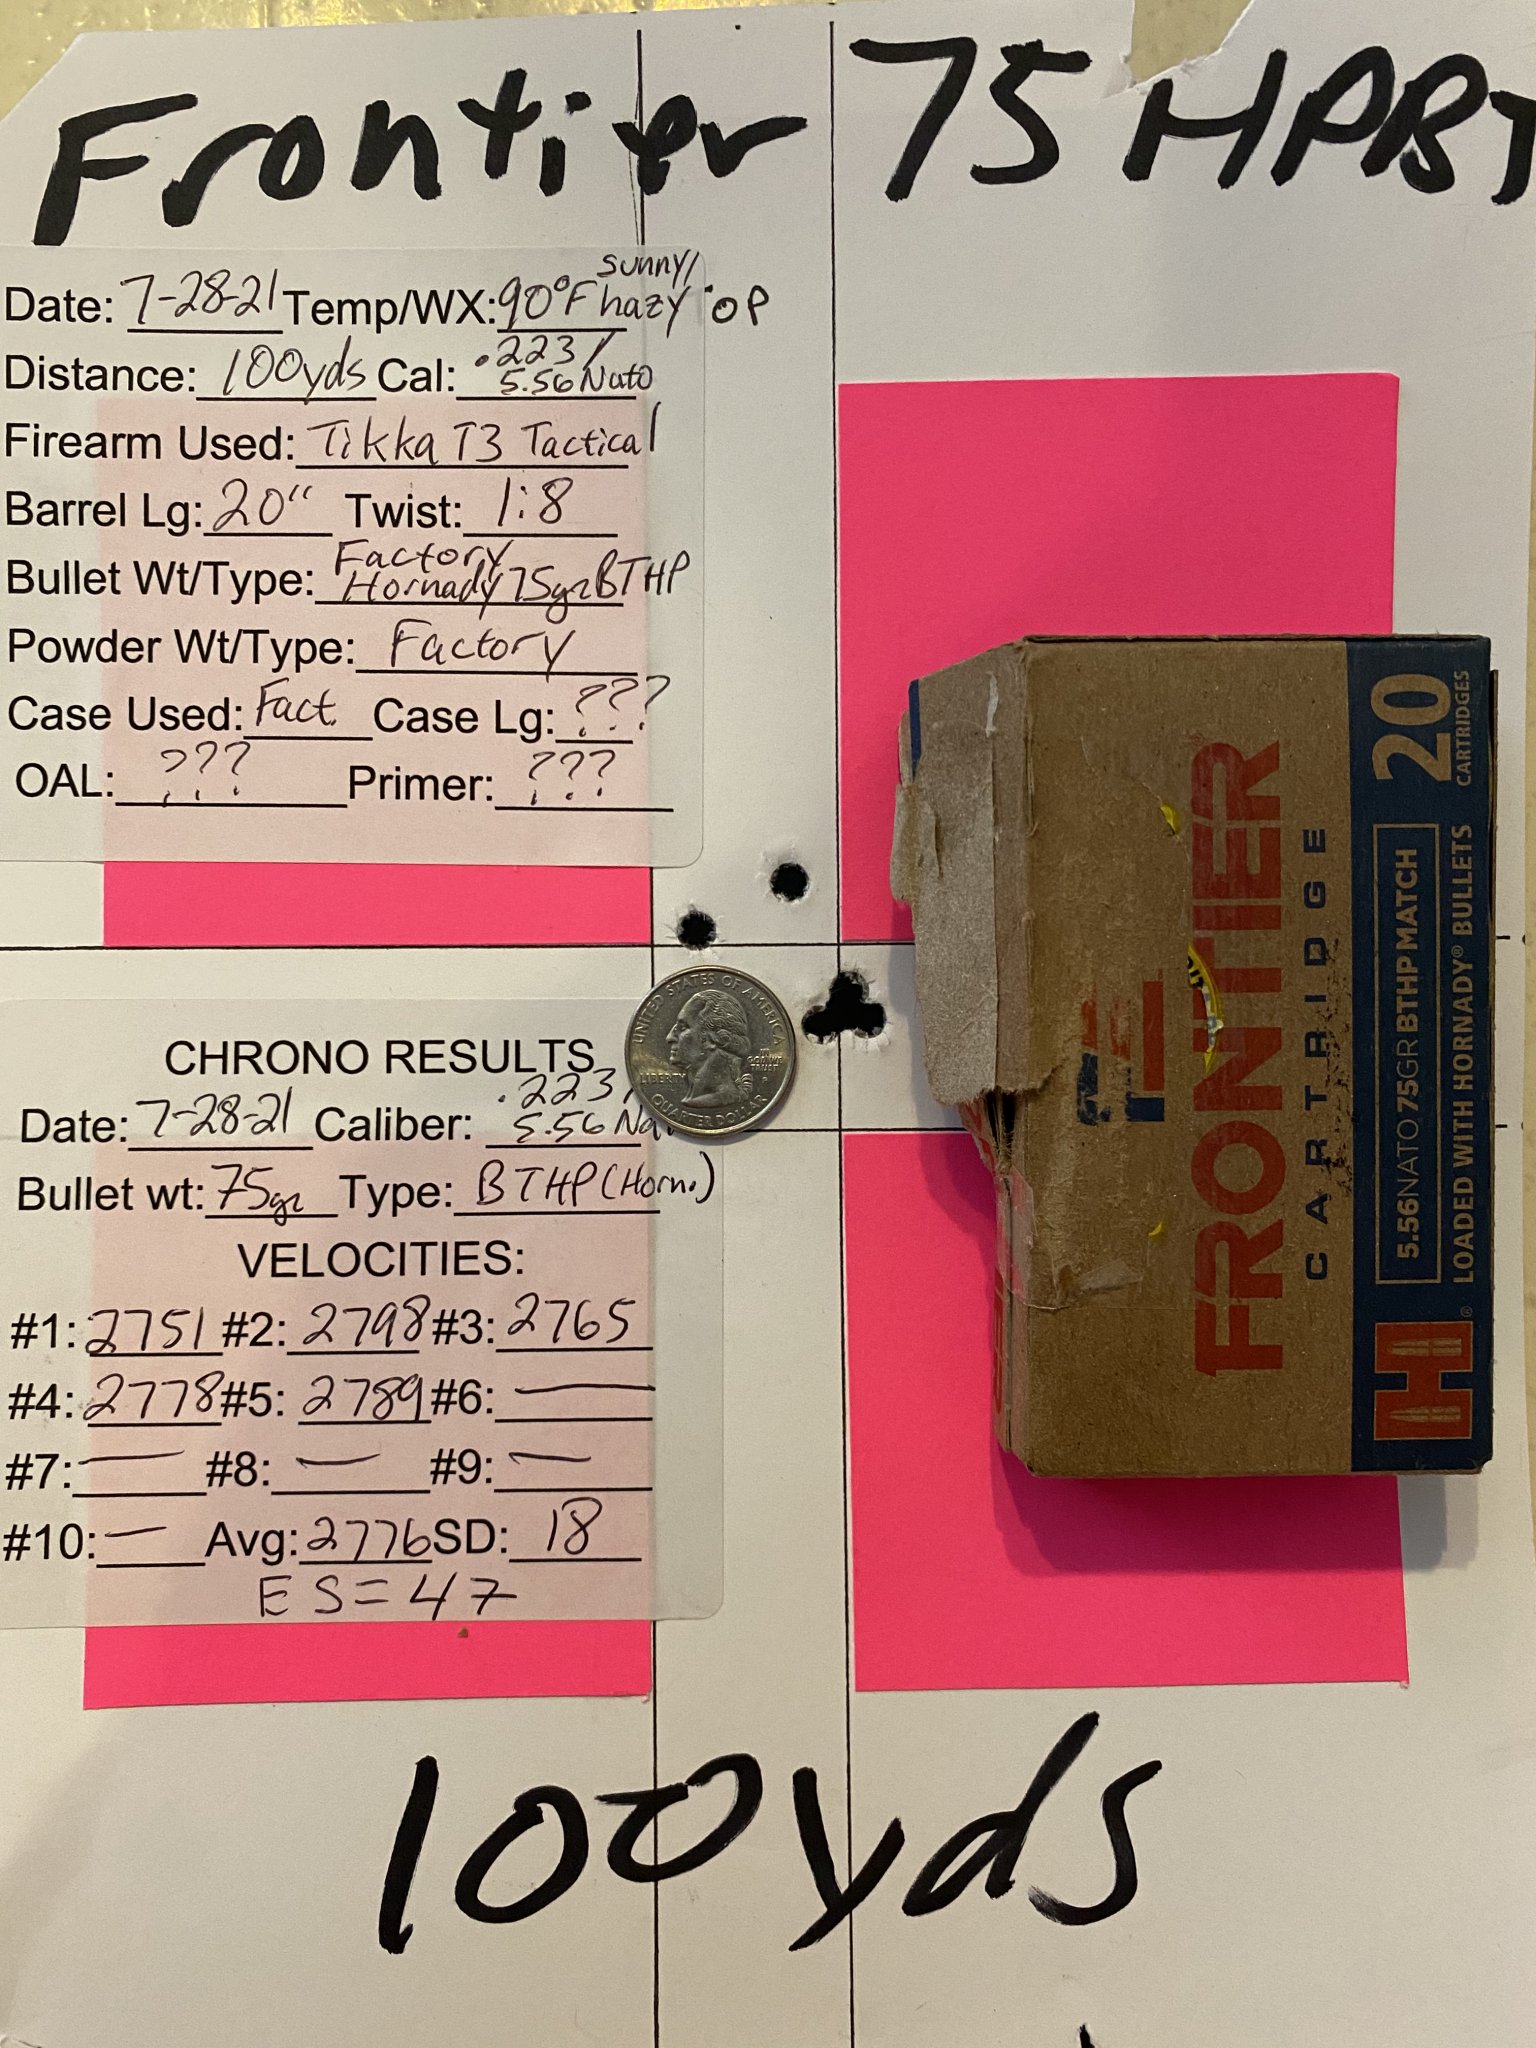 Frontier 75 HPBT
sunny/
Date: 7-28-21 Temp/WX: 90°F hazy
Distance: 100yds Cal: .223/
5.56 Nato
Firearm Used: Tikka T3 Tactical
Barrel Lg: 20" Twist: 1:8
Factory
Bullet Wt/Type: Hornady 75gr BTHP
Powder Wt/Type: Factory
Case Used: Fact. Case Lg: ???
OAL: ??? Primer: ???
CHRONO RESULTS
.223/
Date: 7-28-21 Caliber: 5.56 Na
Bullet wt: 75gr Type: BTHP (Horn.)
VELOCITIES:
#1: 2751 #2: 2798 #3: 2765
#4: 2778 #5: 2789 #6: —
#7: — #8: — #9: —
#10: — Avg: 2776 SD: 18
ES=47
UNITED STATES OF AMERICA
LIBERTY
IN GOD WE TRUST
P
QUARTER DOLLAR
FRONTIER
CARTRIDGE
5.56 NATO 75GR BTHP MATCH
LOADED WITH HORNADY® BULLETS
20
CARTRIDGES
H®
100yds